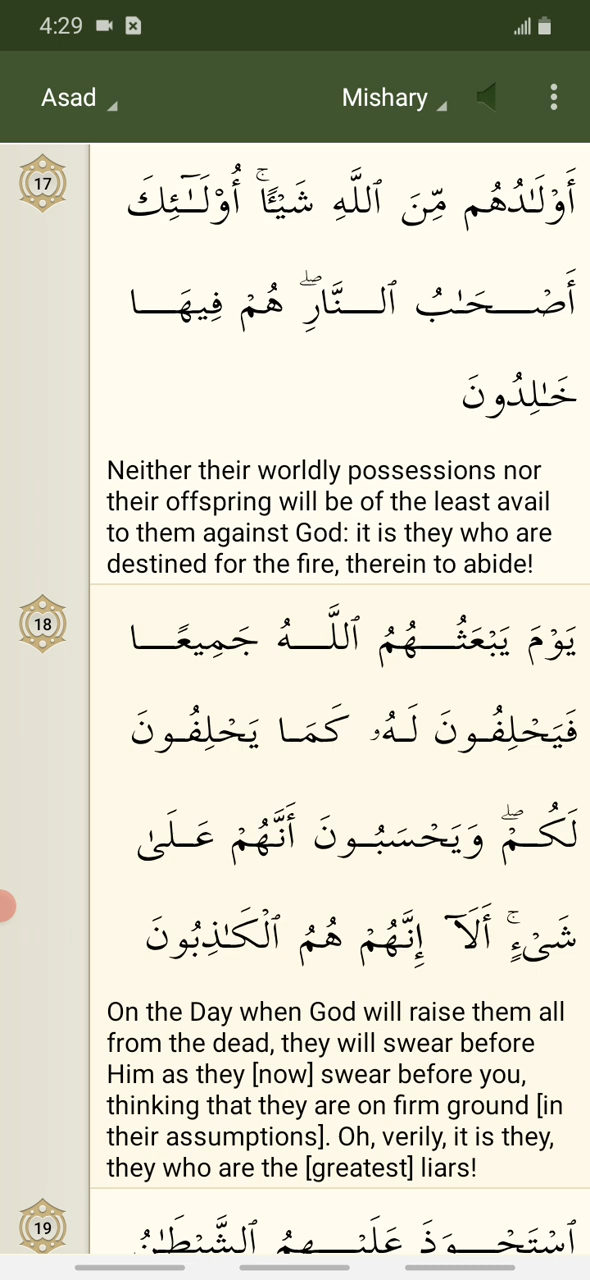 4:29
Asad
Mishary
17
أَوْلَـٰدُهُم مِّنَ ٱللَّهِ شَيْـًٔا ۚ أُو۟لَـٰٓئِكَ
أَصْحَـٰبُ ٱلنَّارِ ۖ هُمْ فِيهَا
خَـٰلِدُونَ
Neither their worldly possessions nor
their offspring will be of the least avail
to them against God: it is they who are
destined for the fire, therein to abide!
18
يَوْمَ يَبْعَثُهُمُ ٱللَّهُ جَمِيعًا
فَيَحْلِفُونَ لَهُۥ كَمَا يَحْلِفُونَ
لَكُمْ ۖ وَيَحْسَبُونَ أَنَّهُمْ عَلَىٰ
شَىْءٍ ۚ أَلَآ إِنَّهُمْ هُمُ ٱلْكَـٰذِبُونَ
On the Day when God will raise them all
from the dead, they will swear before
Him as they [now] swear before you,
thinking that they are on firm ground [in
their assumptions]. Oh, verily, it is they,
they who are the [greatest] liars!
19
ٱسْتَحْوَذَ عَلَيْهِمُ ٱلشَّيْطَـٰنُ